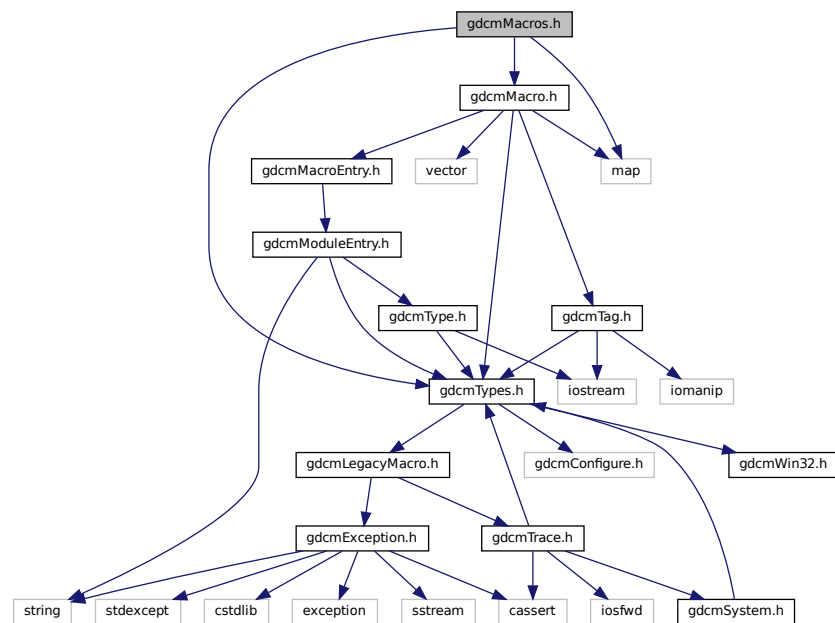 gdcmMacros.h
gdcmMacro.h
gdcmMacroEntry.h
vector
map
gdcmModuleEntry.h
gdcmType.h
gdcmTag.h
gdcmTypes.h
iostream
iomanip
gdcmLegacyMacro.h
gdcmConfigure.h
gdcmWin32.h
gdcmException.h
gdcmTrace.h
string
stdexcept
cstdlib
exception
sstream
cassert
iosfwd
gdcmSystem.h